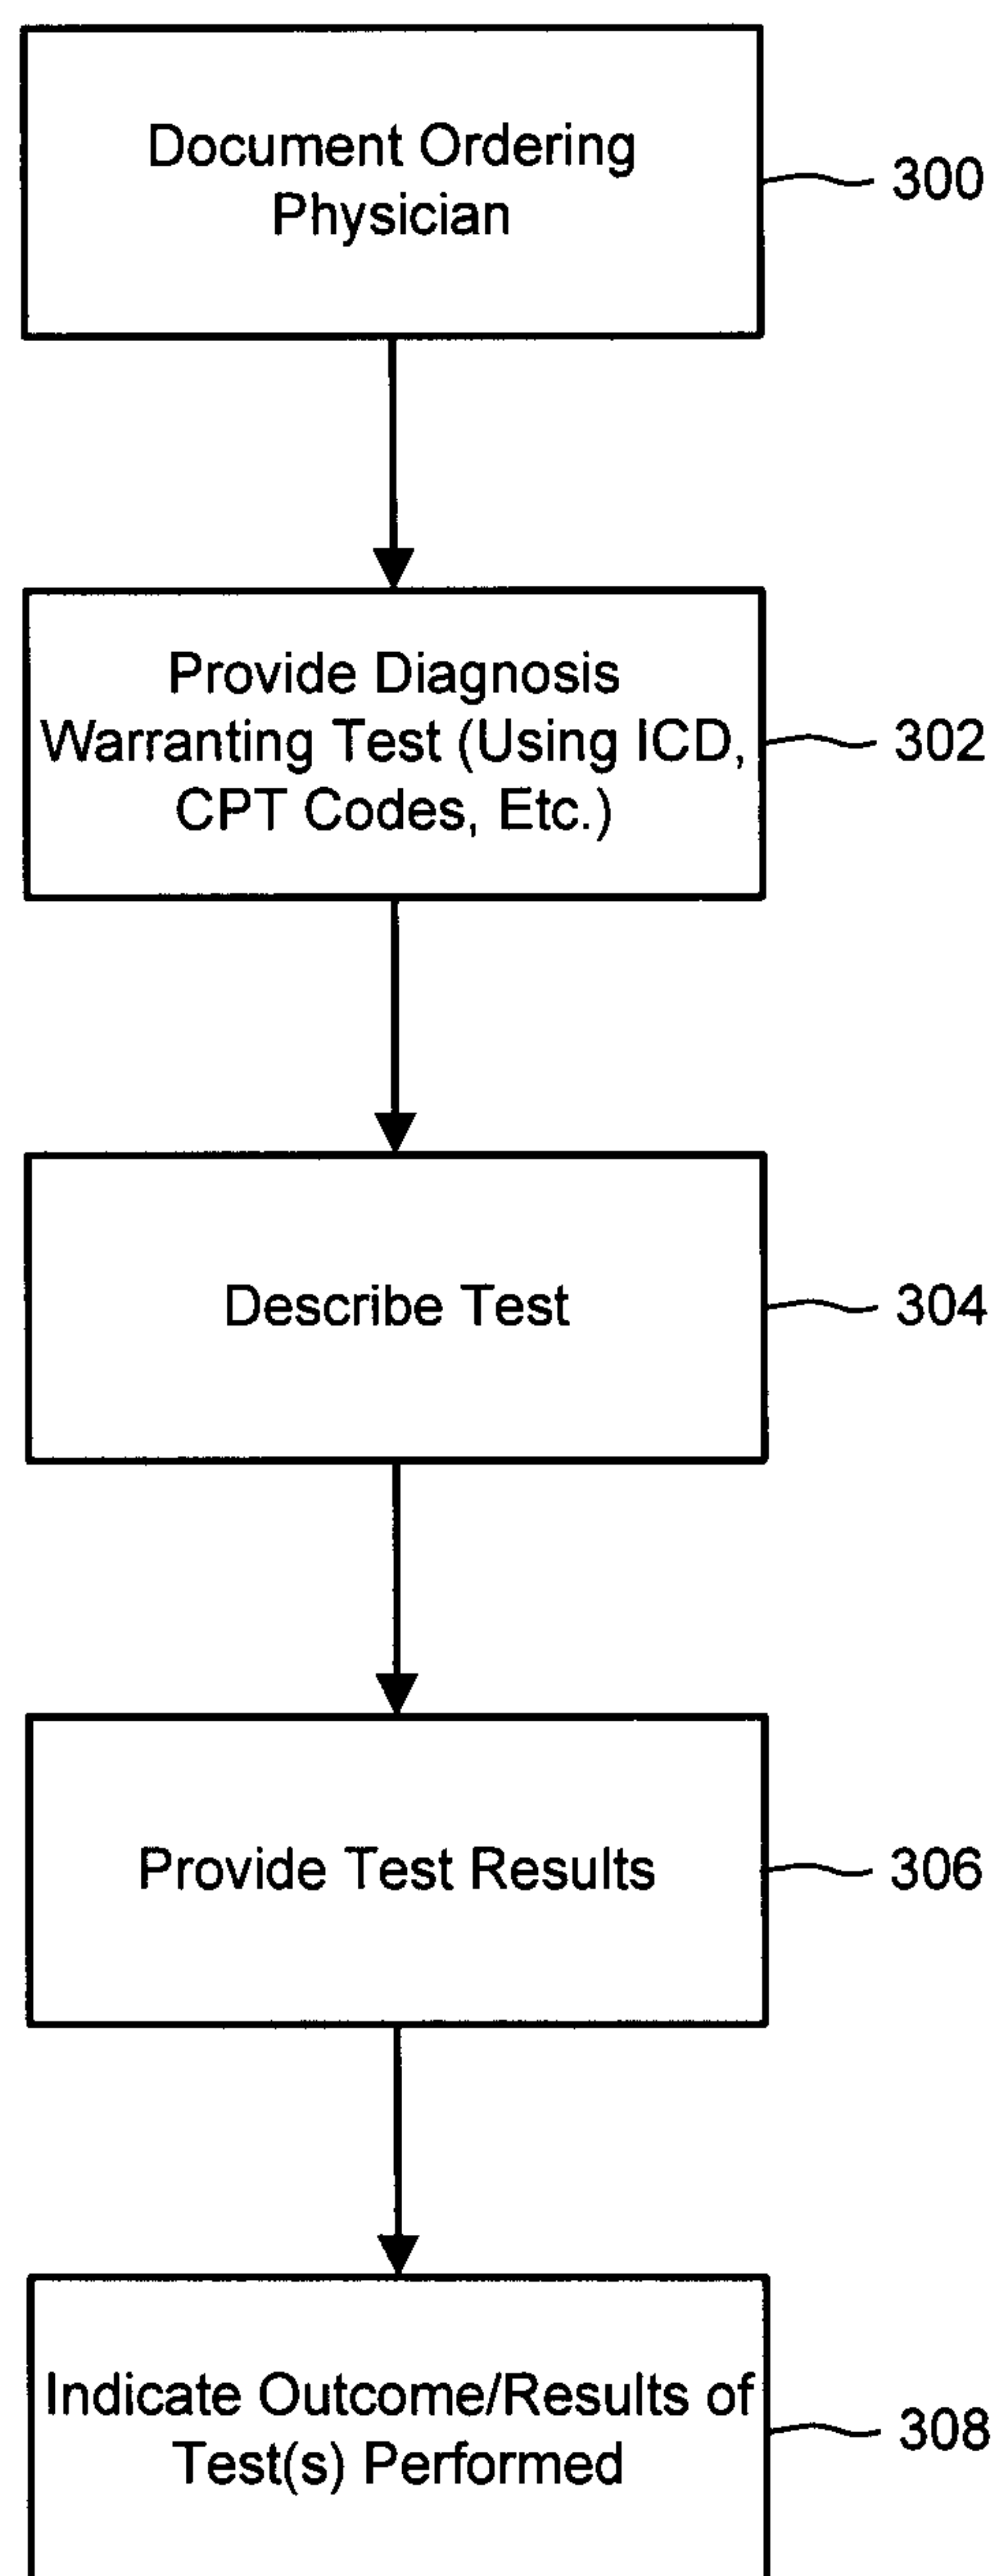 Document Ordering
Physician
300
Provide Diagnosis
Warranting Test (Using ICD,
CPT Codes, Etc.)
302
Describe Test
304
Provide Test Results
306
Indicate Outcome/Results of
Test(s) Performed
308